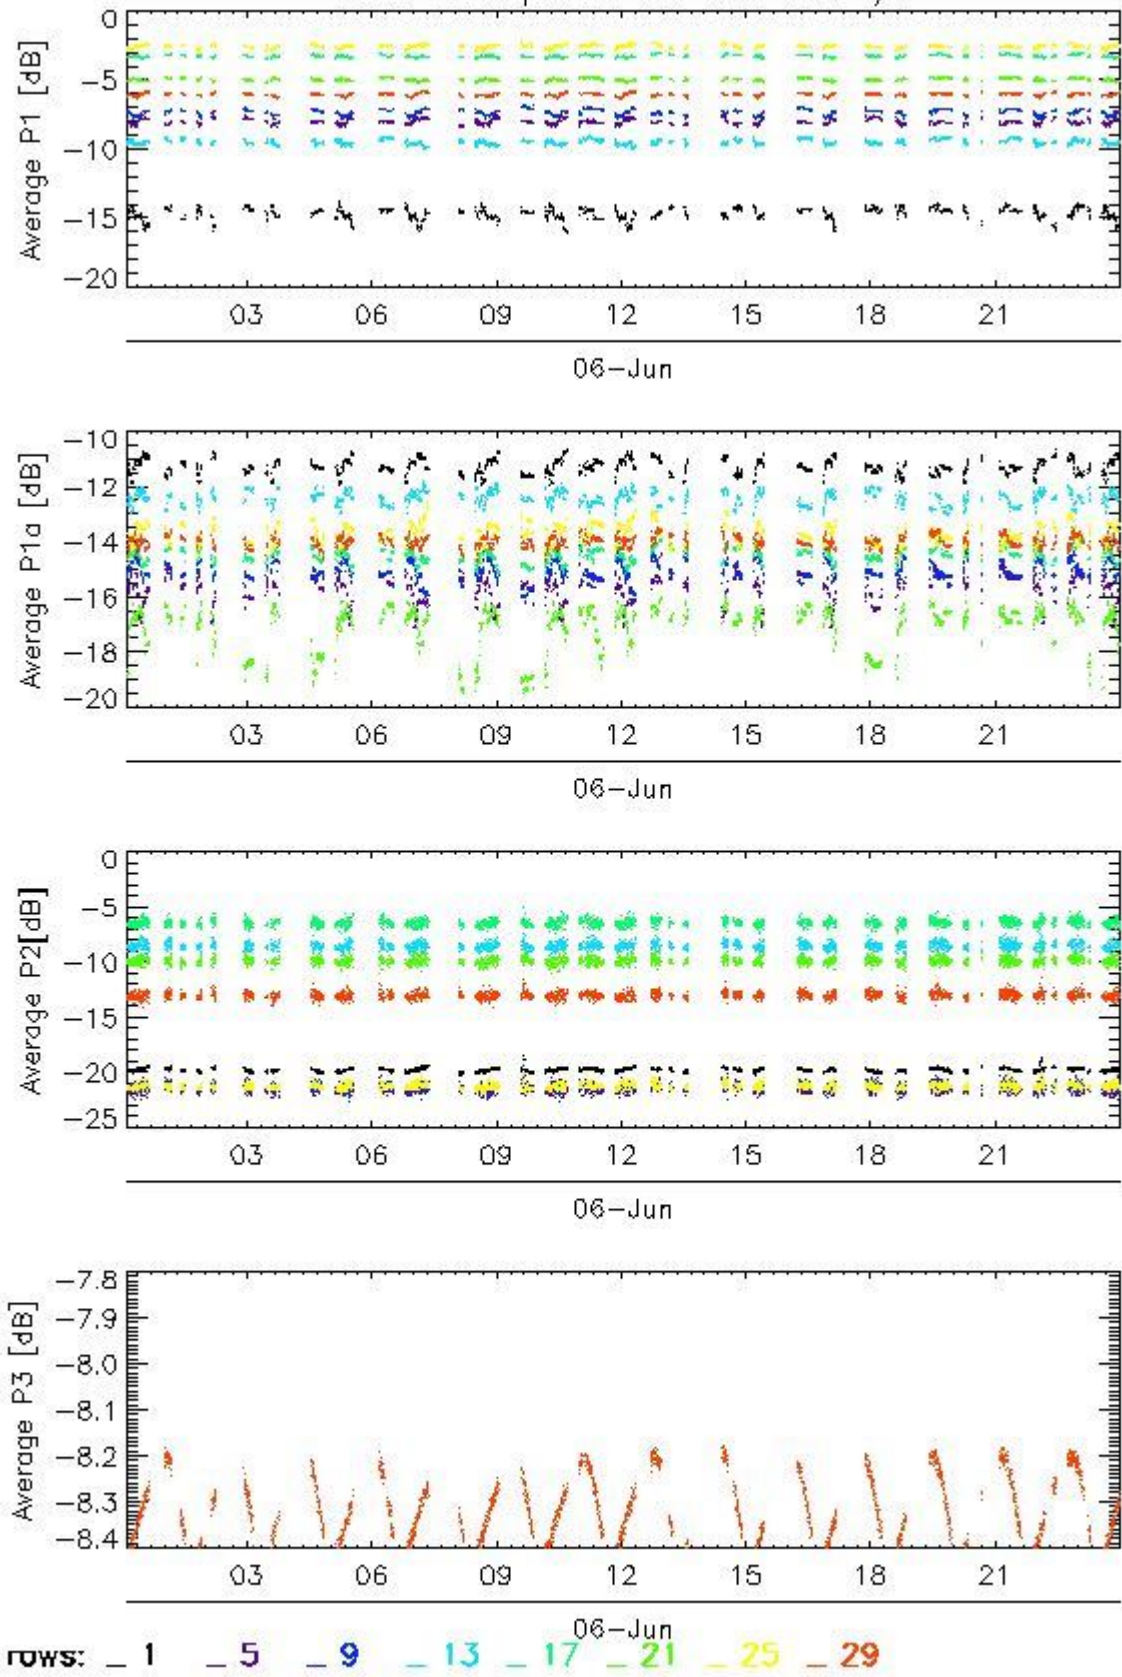 Average P1 [dB]
0
−5
−10
−15
−20
03 06 09 12 15 18 21
06−Jun
Average P1a [dB]
−10
−12
−14
−16
−18
−20
03 06 09 12 15 18 21
06−Jun
Average P2[dB]
0
−5
−10
−15
−20
−25
03 06 09 12 15 18 21
06−Jun
Average P3 [dB]
−7.8
−7.9
−8.0
−8.1
−8.2
−8.3
−8.4
03 06 09 12 15 18 21
06−Jun
rows: _ 1 _ 5 _ 9 _ 13 _ 17 _ 21 _ 25 _ 29